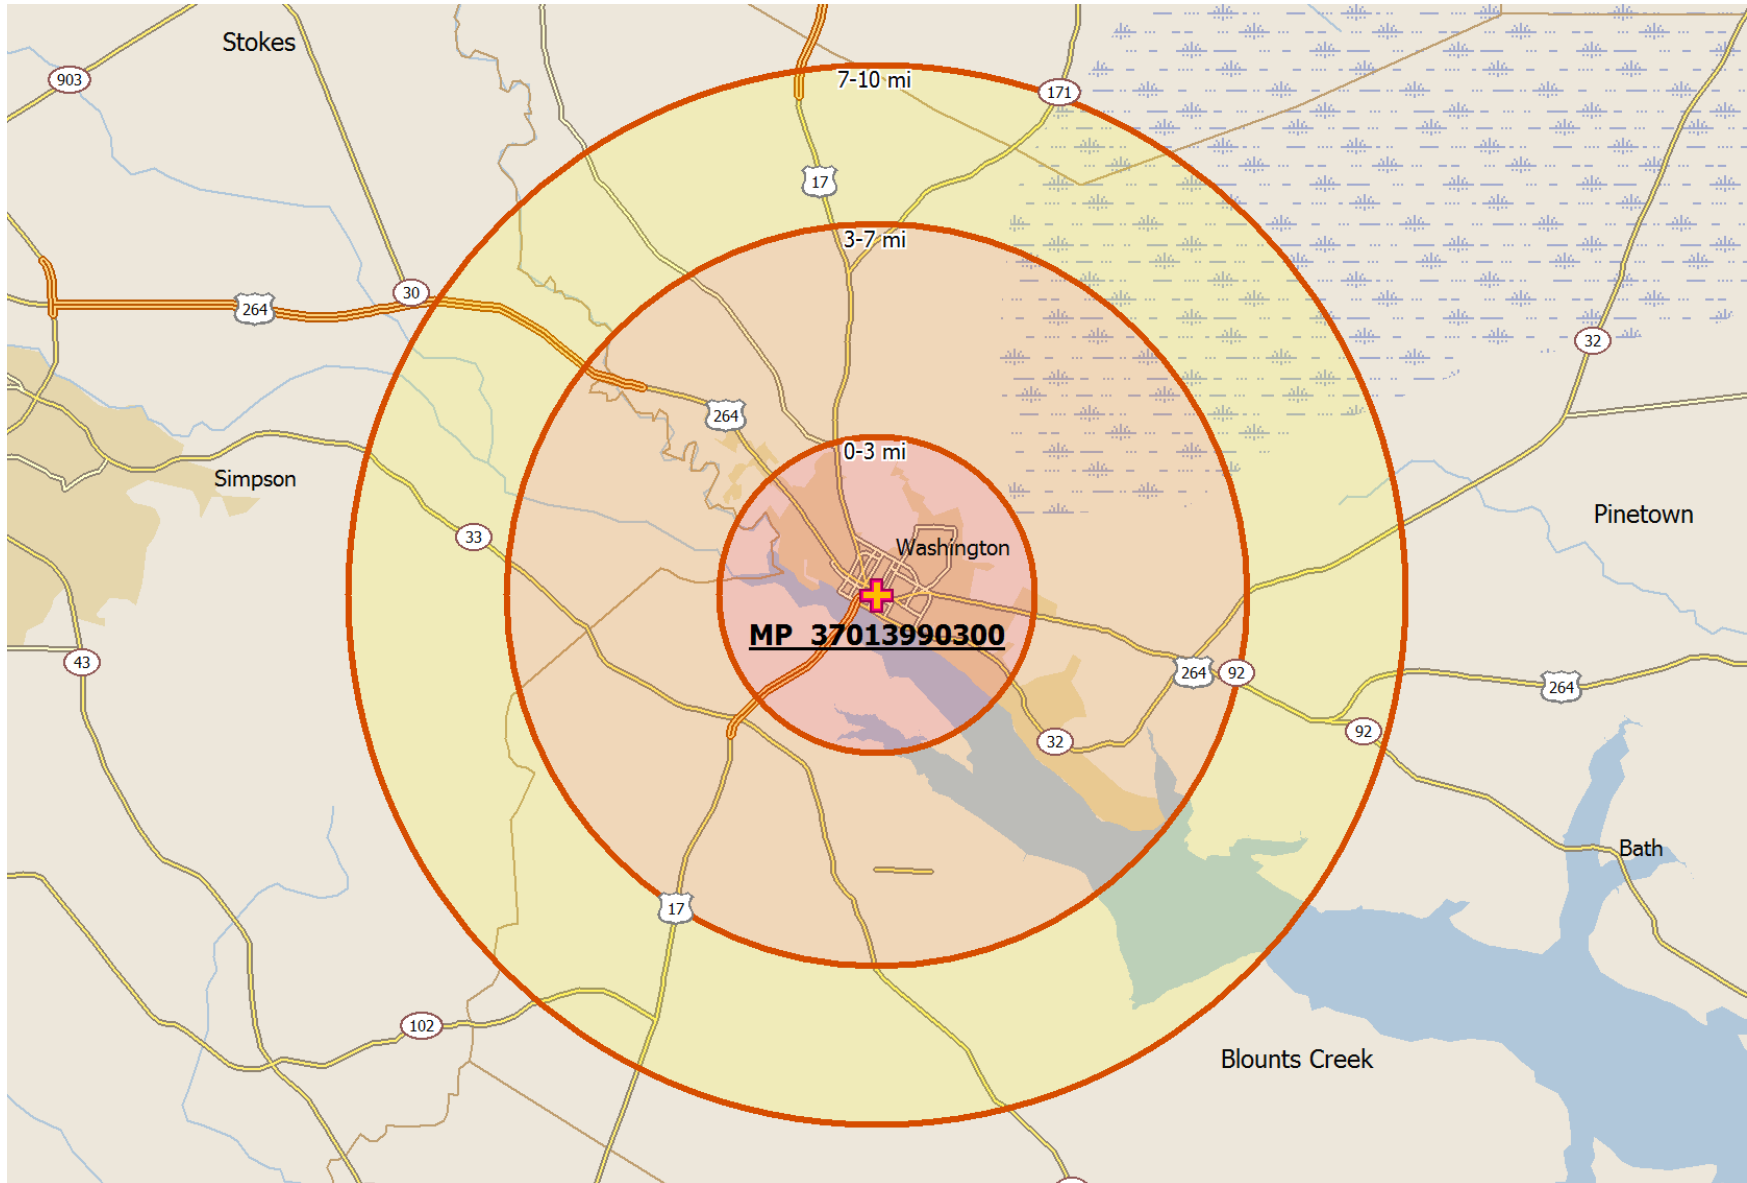 Stokes
903
7-10 mi
171
17
3-7 mi
30
264
32
264
0-3 mi
Simpson
Pinetown
33
Washington
MP 37013990300
43
264
92
264
92
32
Bath
17
102
Blounts Creek